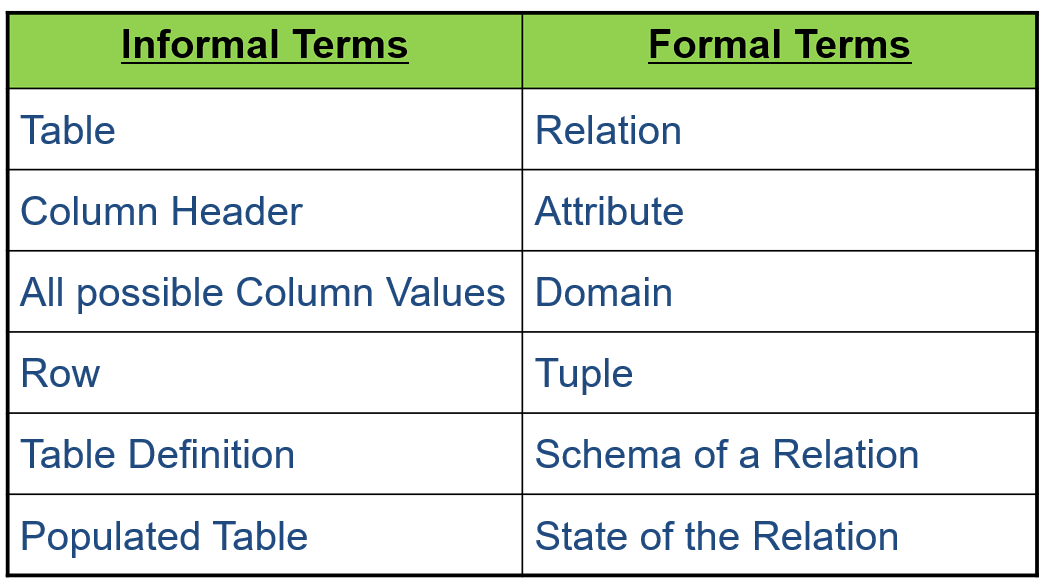 Informal Terms Formal Terms
Table Relation
Column Header Attribute
All possible Column Values Domain
Row Tuple
Table Definition Schema of a Relation
Populated Table State of the Relation